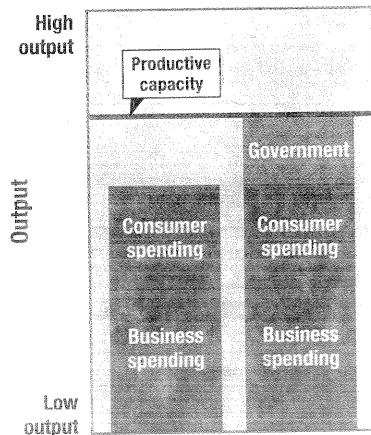 High
output
Productive
capacity
Government
Output
Consumer
spending
Consumer
spending
Business
spending
Business
spending
Low
output